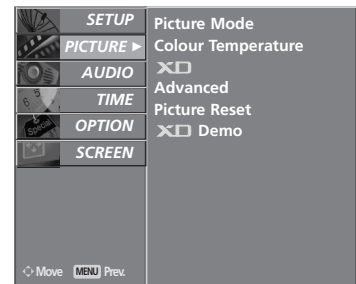 SETUP
PICTURE ►
AUDIO
TIME
OPTION
Special
SCREEN
Picture Mode
Colour Temperature
XD
Advanced
Picture Reset
XD Demo
Move MENU Prev.